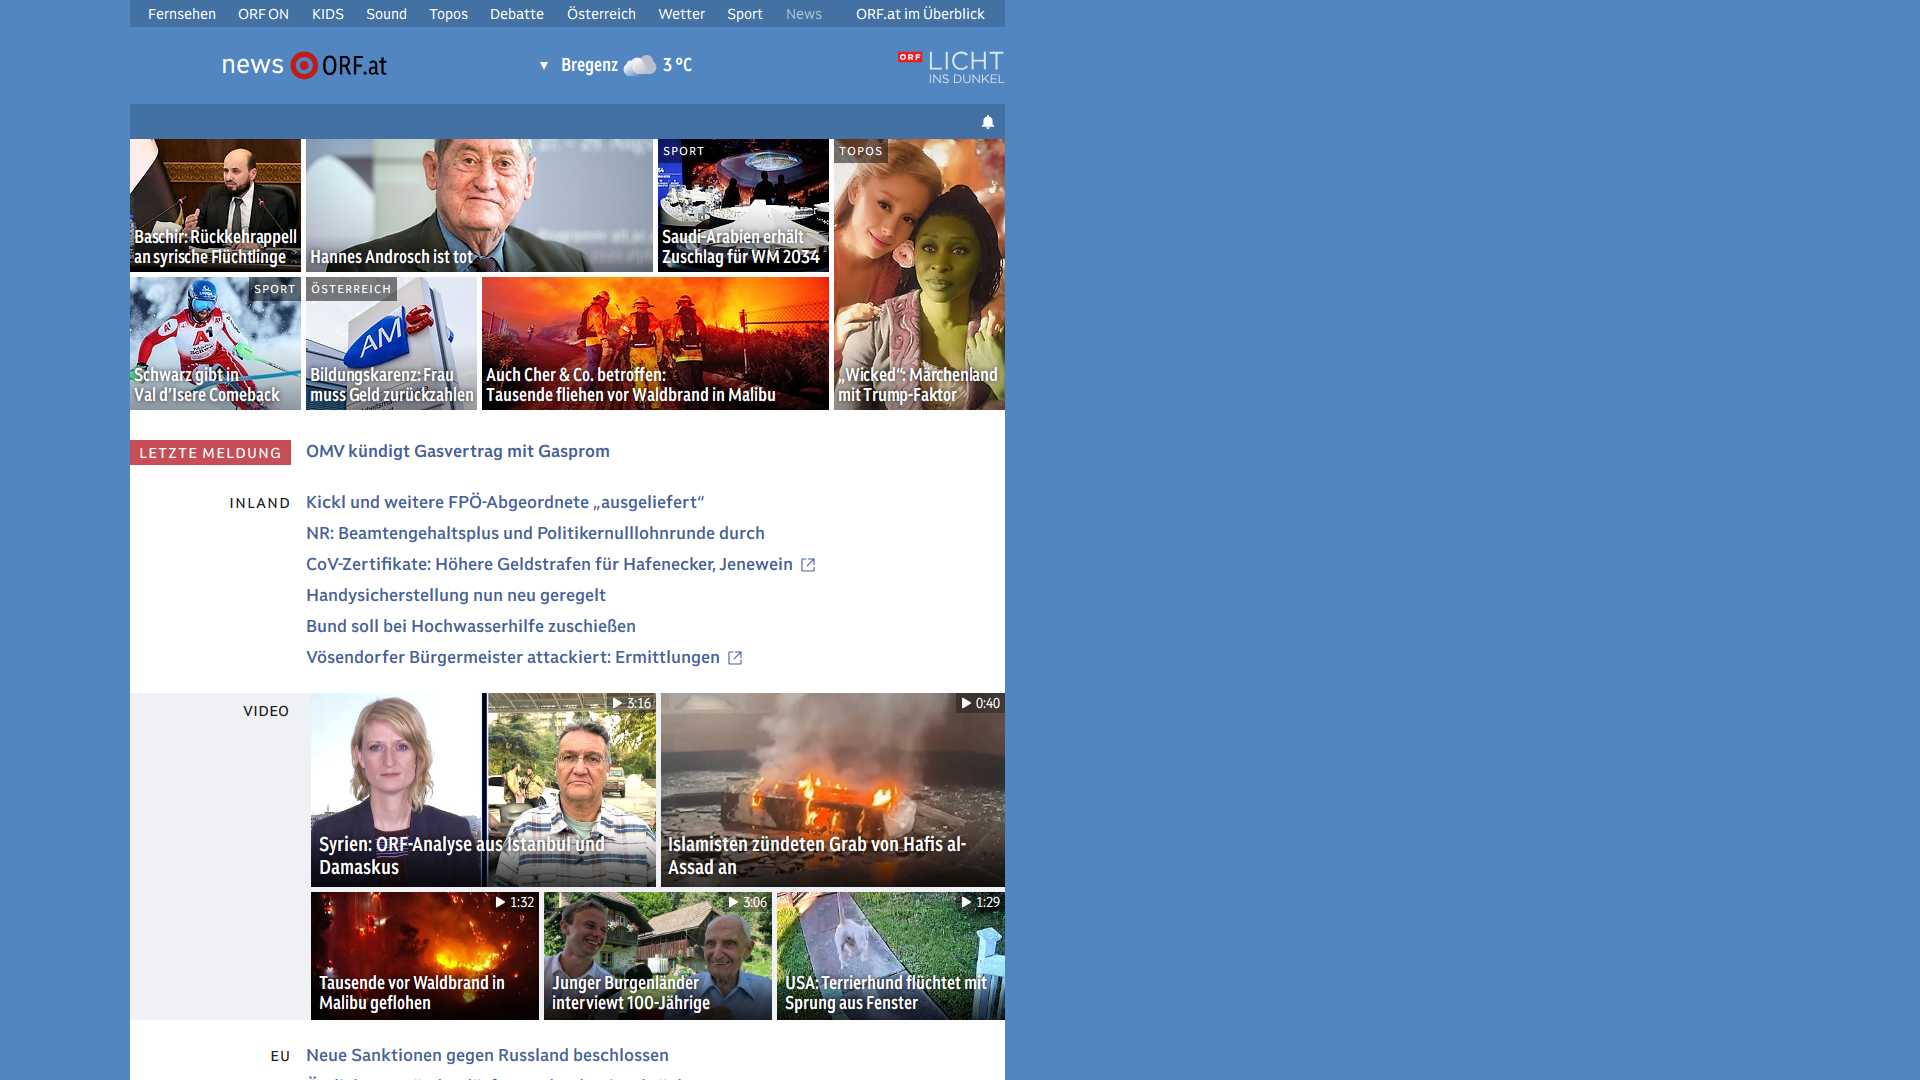 Fernsehen ORF ON KIDS Sound Topos Debatte Österreich Wetter Sport News ORF.at im Überblick
news ORF.at
Bregenz 3 °C
ORF LICHT
INS DUNKEL
Baschir: Rückkehrappell
an syrische Flüchtlinge
Hannes Androsch ist tot
SPORT
Saudi-Arabien erhält
Zuschlag für WM 2034
TOPOS
„Wicked“: Märchenland
mit Trump-Faktor
SPORT
Schwarz gibt in
Val d’Isere Comeback
ÖSTERREICH
AM
Bildungskarenz: Frau
muss Geld zurückzahlen
Auch Cher & Co. betroffen:
Tausende fliehen vor Waldbrand in Malibu
LETZTE MELDUNG
OMV kündigt Gasvertrag mit Gasprom
INLAND
Kickl und weitere FPÖ-Abgeordnete „ausgeliefert“
NR: Beamtengehaltsplus und Politikernulllohnrunde durch
CoV-Zertifikate: Höhere Geldstrafen für Hafenecker, Jenewein
Handysicherstellung nun neu geregelt
Bund soll bei Hochwasserhilfe zuschießen
Vösendorfer Bürgermeister attackiert: Ermittlungen
VIDEO
3:16
Syrien: ORF-Analyse aus Istanbul und
Damaskus
0:40
Islamisten zündeten Grab von Hafis al-
Assad an
1:32
Tausende vor Waldbrand in
Malibu geflohen
3:06
Junger Burgenländer
interviewt 100-Jährige
1:29
USA: Terrierhund flüchtet mit
Sprung aus Fenster
EU
Neue Sanktionen gegen Russland beschlossen